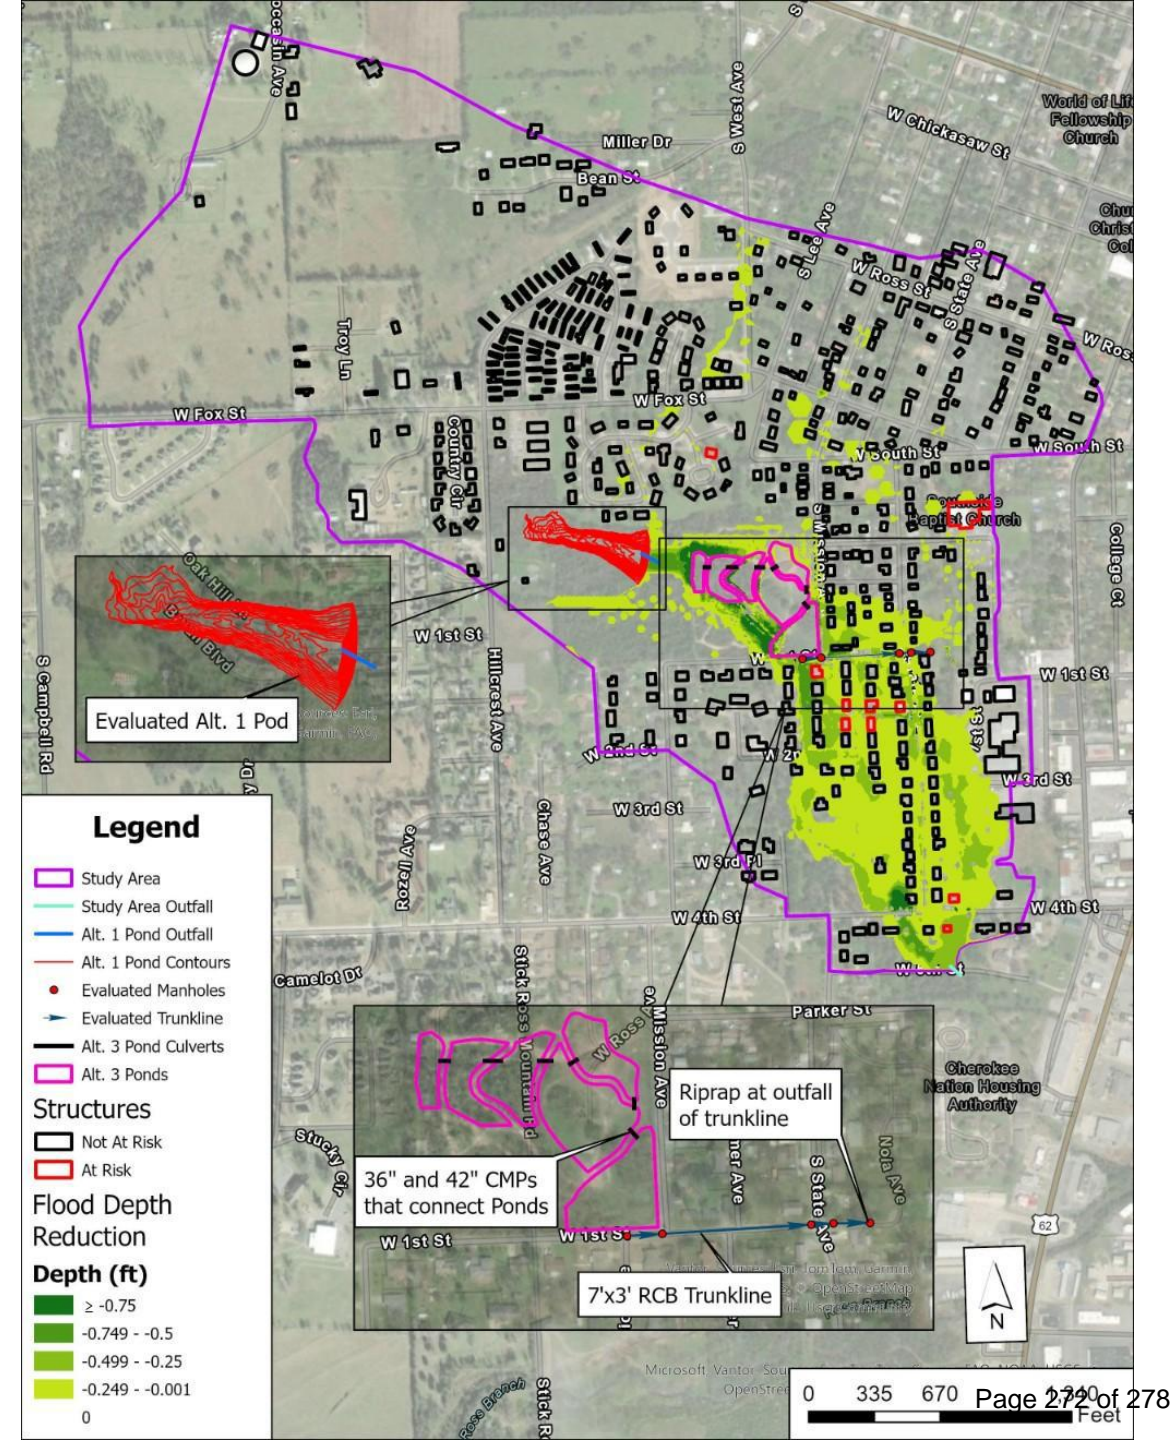 S West Ave
World of Life
Fellowship
Church
W Chickasaw St
Miller Dr
Bean St
S Lee Ave
W Ross St
S State Ave
Troy Ln
W Fox St
W Fox St
Country Cir
W South St
W South St
Southside
Baptist Church
College Ct
Oak Hill
Evaluated Alt. 1 Pod
W 1st St
W 1st St
S Campbell Rd
Hillcrest Ave
W 2nd St
W 3rd St
W 3rd St
Rozell Ave
Chase Ave
W 3rd Pl
W 4th St
W 4th St
Camelot Dr
Stick Ross Mountain Rd
Parker St
Mission Ave
W Ross Ave
Cherokee
Nation Housing
Authority
Stucky Cir
Riprap at outfall
of trunkline
36" and 42" CMPs
that connect Ponds
S State Ave
Nola Ave
W 1st St
W 1st St
7'x3' RCB Trunkline
62
Legend
Study Area
Study Area Outfall
Alt. 1 Pond Outfall
Alt. 1 Pond Contours
Evaluated Manholes
Evaluated Trunkline
Alt. 3 Pond Culverts
Alt. 3 Ponds
Structures
Not At Risk
At Risk
Flood Depth
Reduction
Depth (ft)
≥ -0.75
-0.749 - -0.5
-0.499 - -0.25
-0.249 - -0.001
0
N
Ross Branch
Stick R
Microsoft, Vantor
OpenStree
0 335 670 1,340
Feet
Page 272 of 278